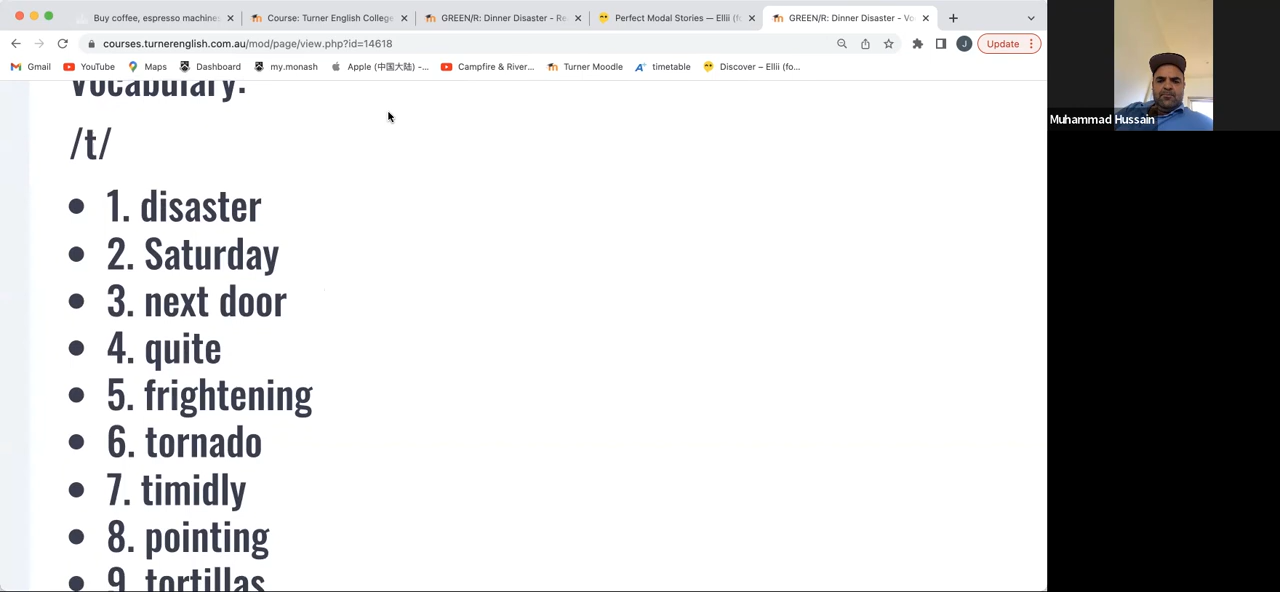 Buy coffee, espresso machines
Course: Turner English College
GREEN/R: Dinner Disaster - Re
Perfect Modal Stories — Ellii (f
GREEN/R: Dinner Disaster - Vo
courses.turnerenglish.com.au/mod/page/view.php?id=14618
J
Update
Gmail
YouTube
Maps
Dashboard
my.monash
Apple (中国大陆) -...
Campfire & River...
Turner Moodle
timetable
Discover – Ellii (fo...
Vocabulary:
/t/
1. disaster
2. Saturday
3. next door
4. quite
5. frightening
6. tornado
7. timidly
8. pointing
9. tortillas
Muhammad Hussain